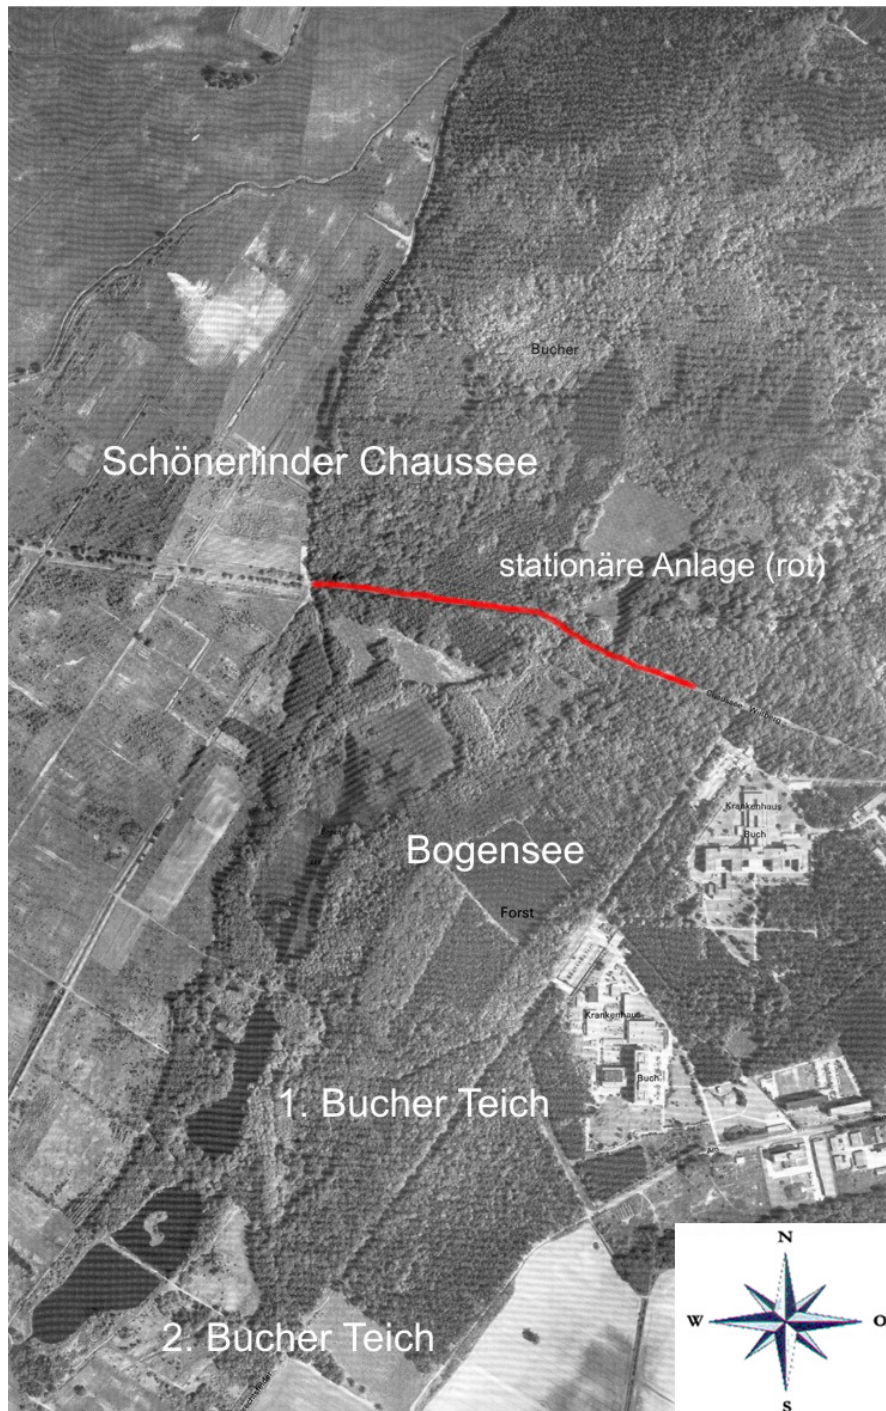 Bucher
Schönerlinder Chaussee
stationäre Anlage (rot)
Krankenhaus
Buch
Bogensee
Forst
Krankenhaus
Buch
1. Bucher Teich
2. Bucher Teich
N
W
O
S